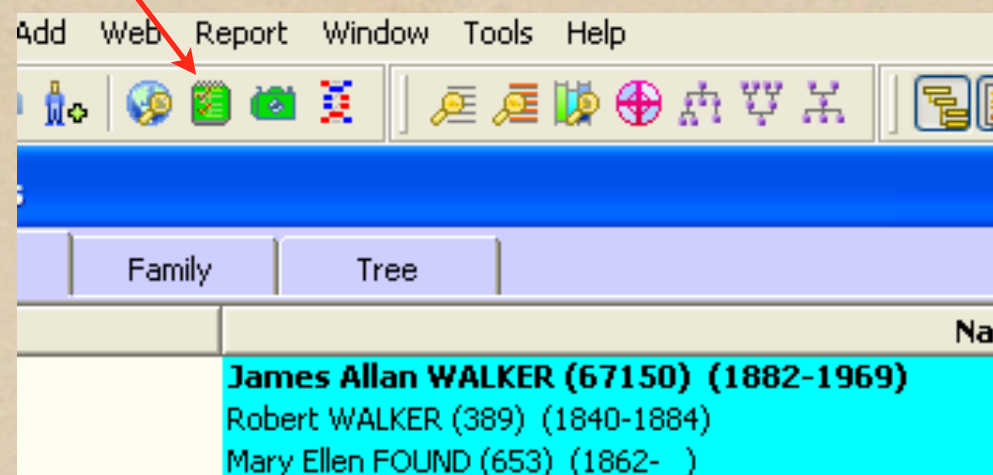 Add Web Report Window Tools Help
s
Family Tree
Na
James Allan WALKER (67150) (1882-1969)
Robert WALKER (389) (1840-1884)
Mary Ellen FOUND (653) (1862- )